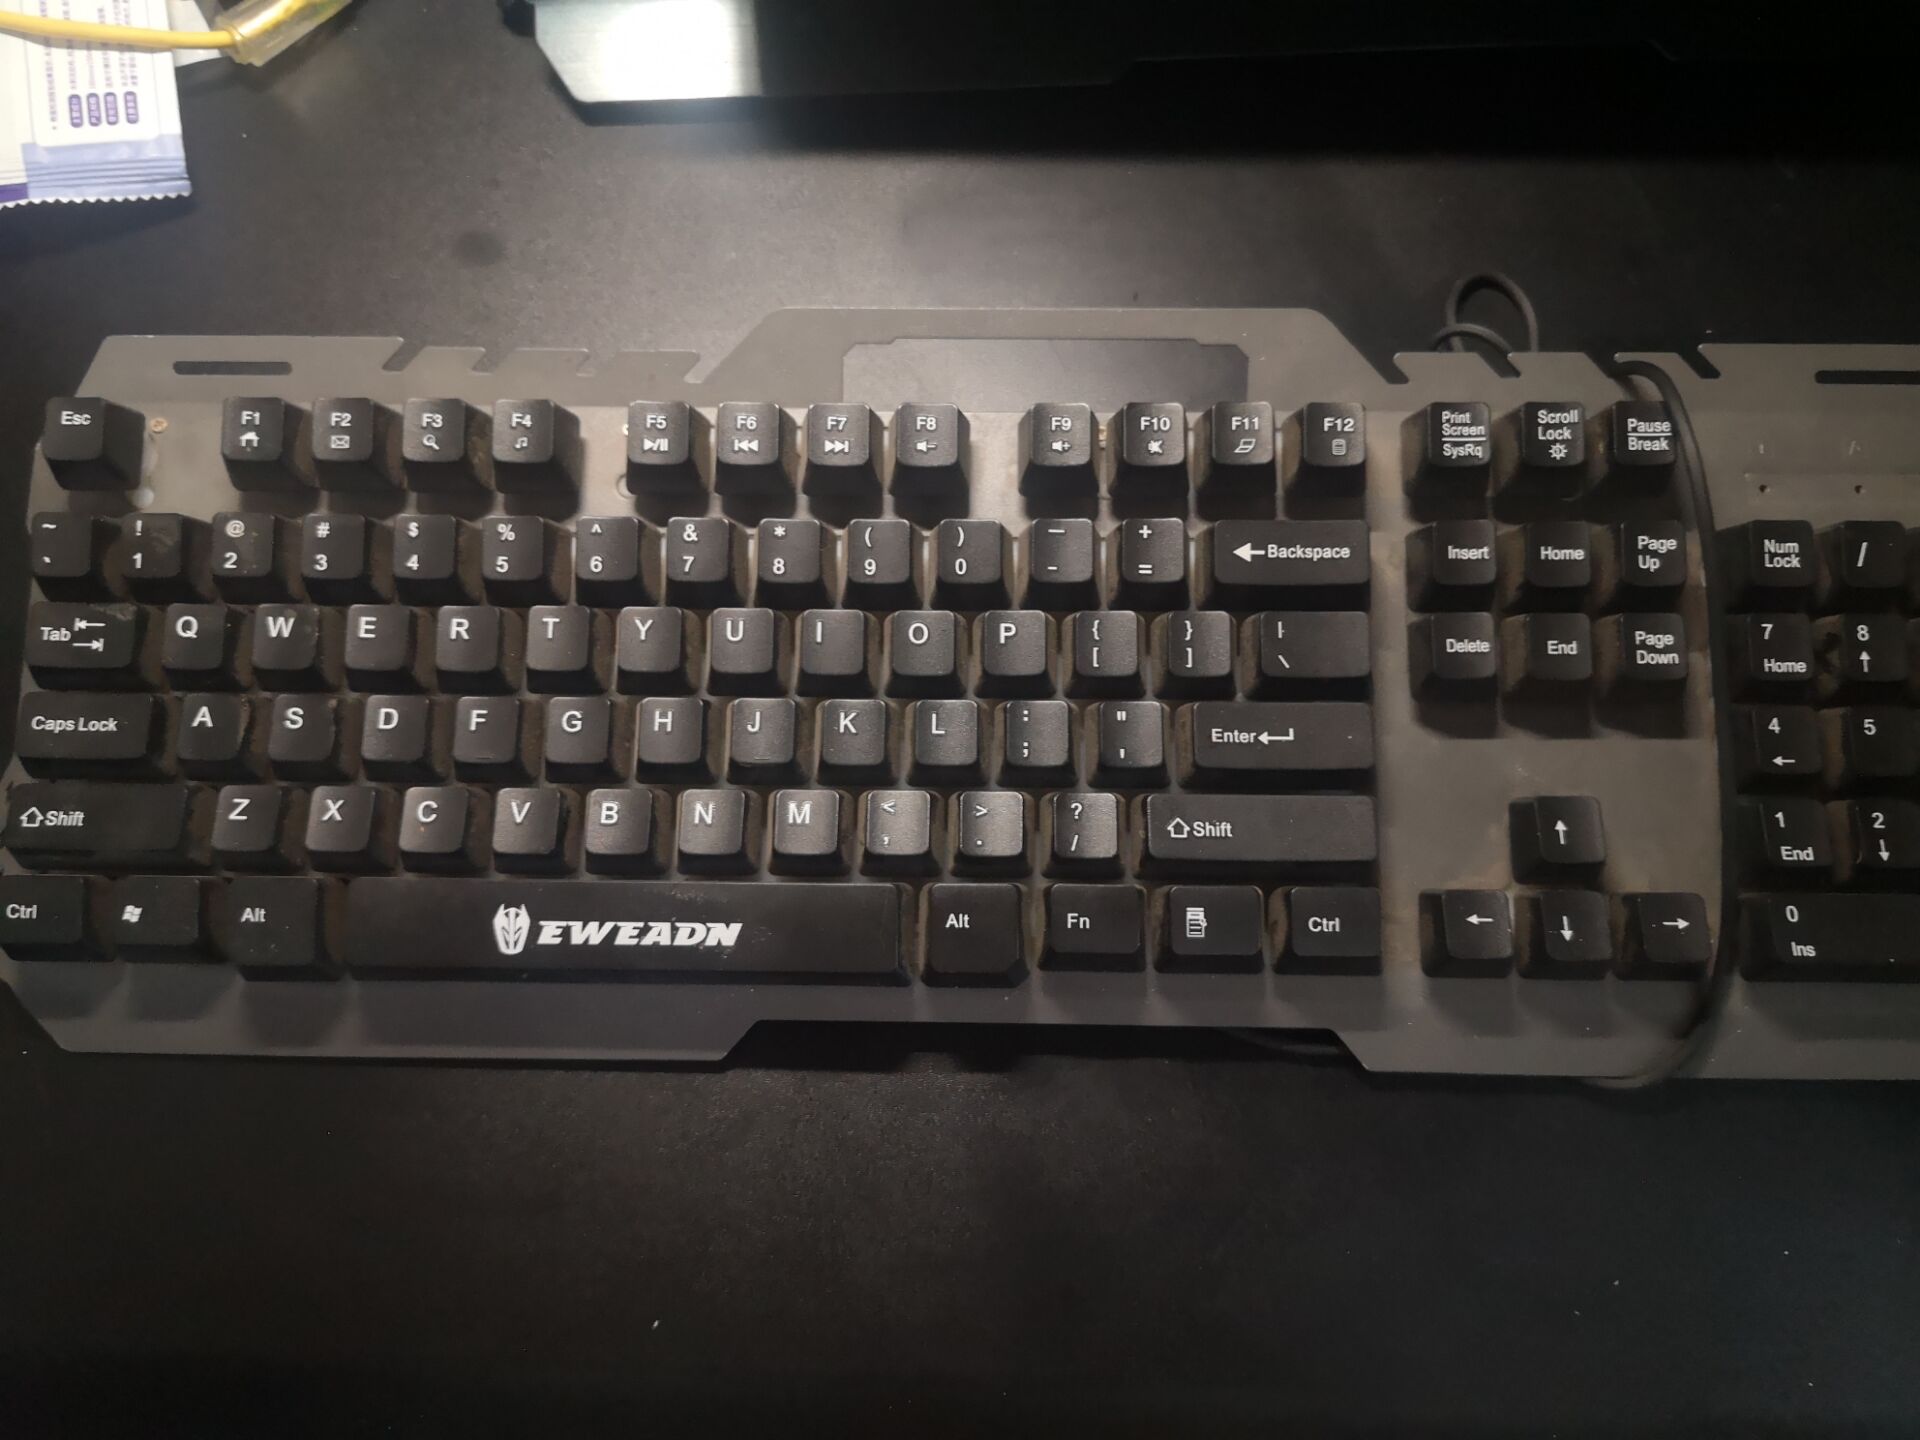 Esc F1 F2 F3 F4 F5 F6 F7 F8 F9 F10 F11 F12 Print Screen SysRq Scroll Lock Pause Break
~ ` ! 1 @ 2 # 3 $ 4 % 5 ^ 6 & 7 * 8 ( 9 ) 0 — - + = ←Backspace Insert Home Page Up Num Lock /
Tab Q W E R T Y U I O P { [ } ] | \ Delete End Page Down 7 Home 8 ↑
Caps Lock A S D F G H J K L : ; " ' Enter 4 ← 5
Shift Z X C V B N M < , > . ? / Shift ↑ 1 End 2 ↓
Ctrl Alt EWEADN Alt Fn Ctrl ← ↓ → 0 Ins